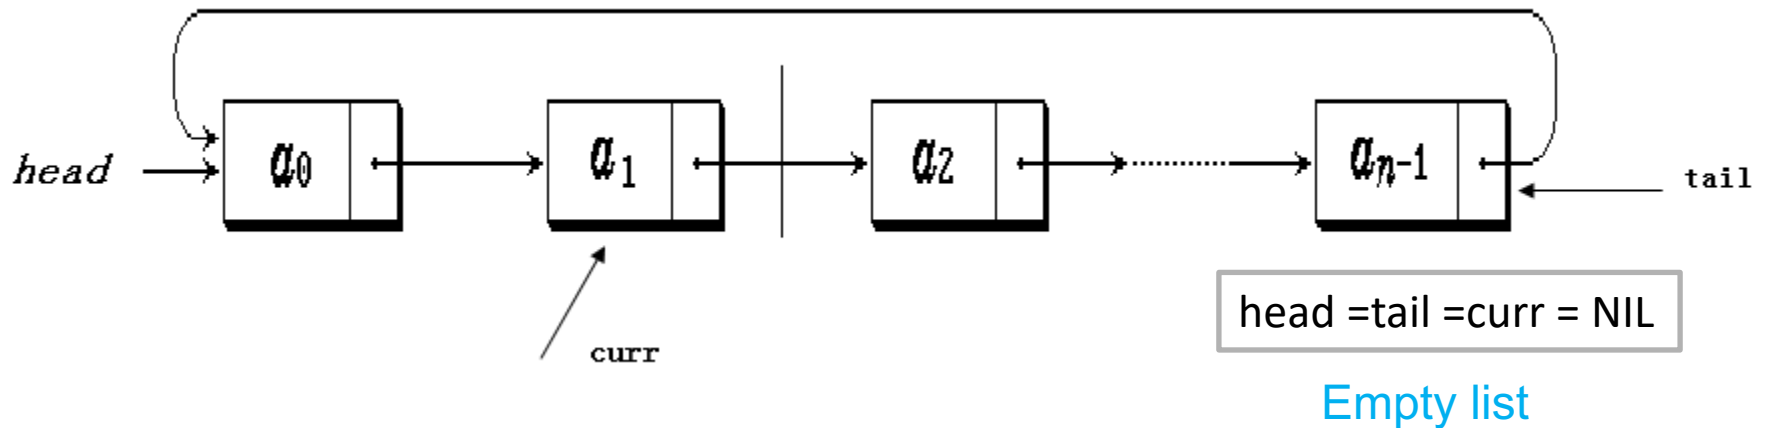 head a0 a1 a2 an-1 tail
curr
head =tail =curr = NIL
Empty list